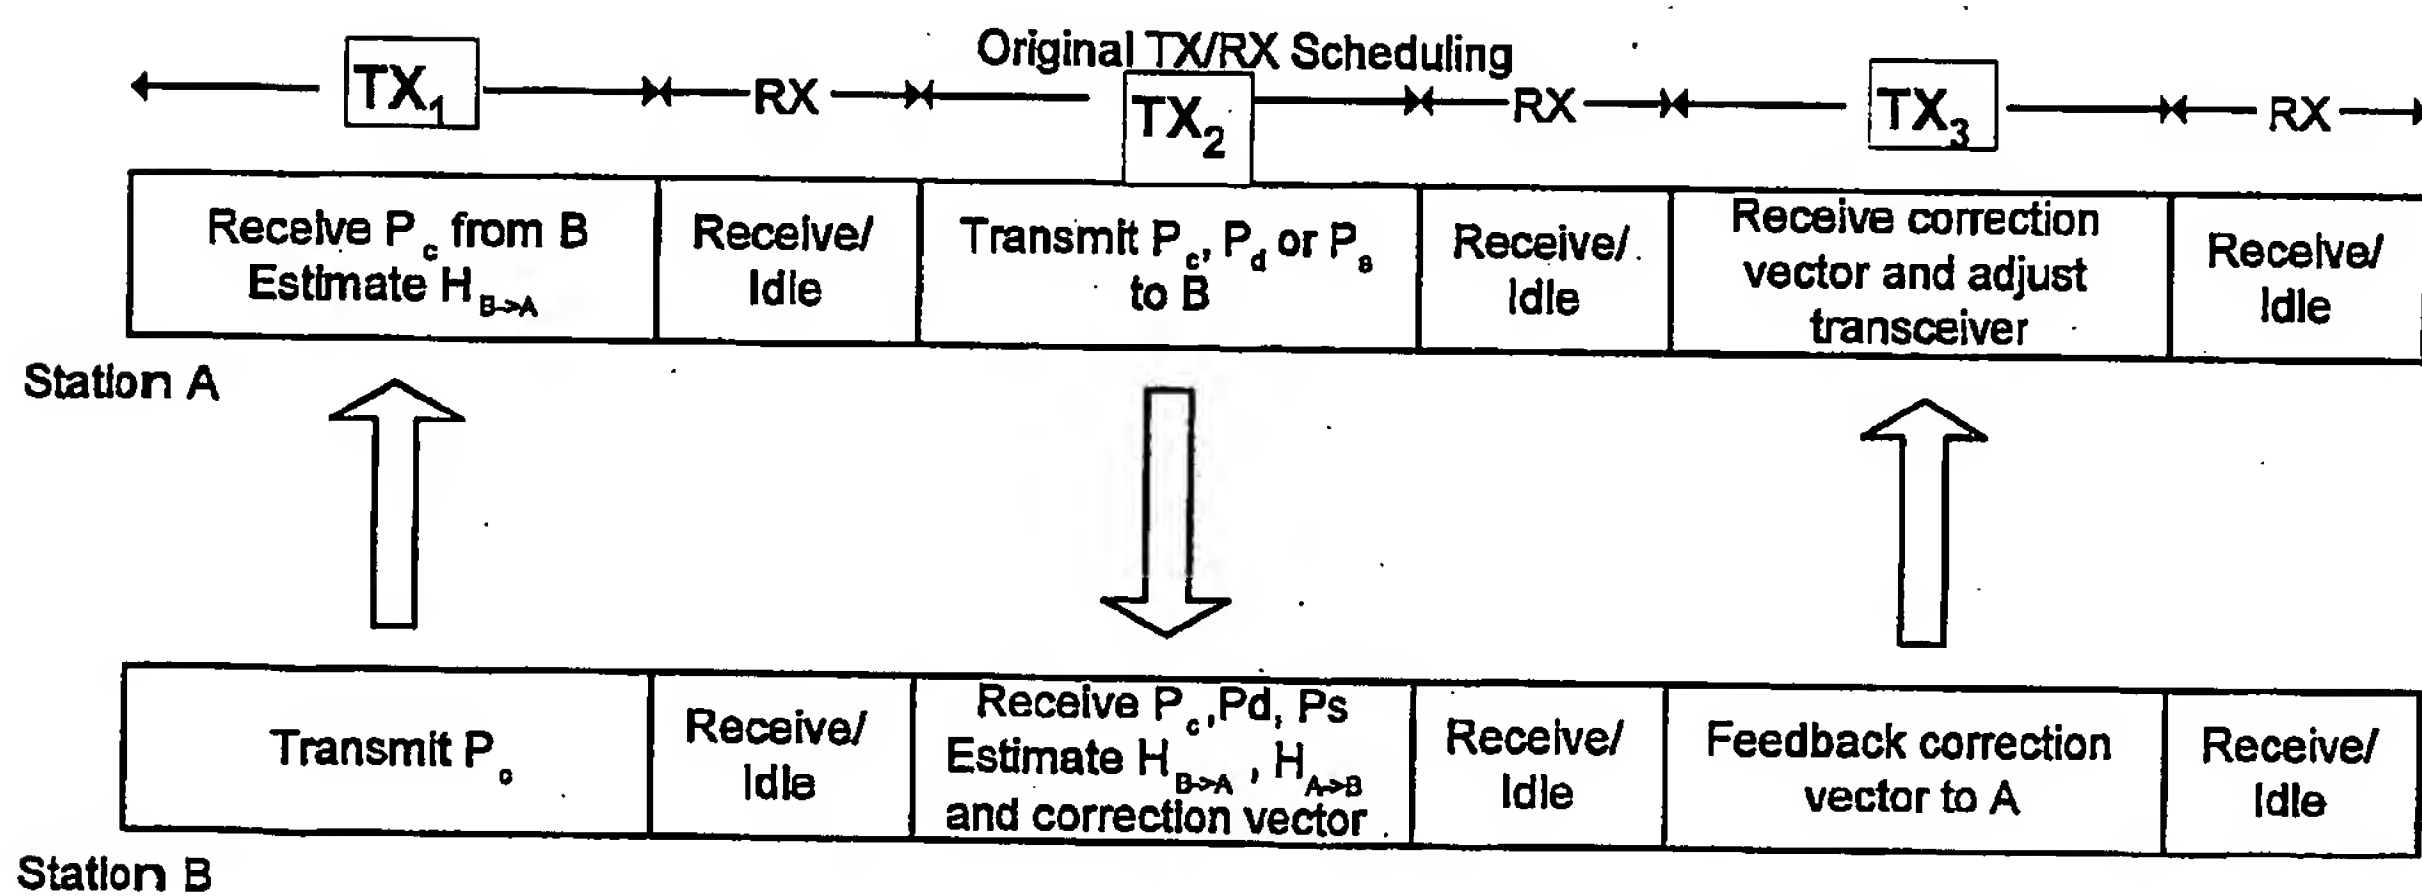 Original TX/RX Scheduling
TX1 RX TX2 RX TX3 RX
Receive Pc from B
Estimate HB->A
Receive/
Idle
Transmit Pc, Pd or Ps
to B
Receive/
Idle
Receive correction
vector and adjust
transceiver
Receive/
Idle
Station A
Transmit Pc
Receive/
Idle
Receive Pc,Pd, Ps
Estimate HB->A , HA->B
and correction vector
Receive/
Idle
Feedback correction
vector to A
Receive/
Idle
Station B